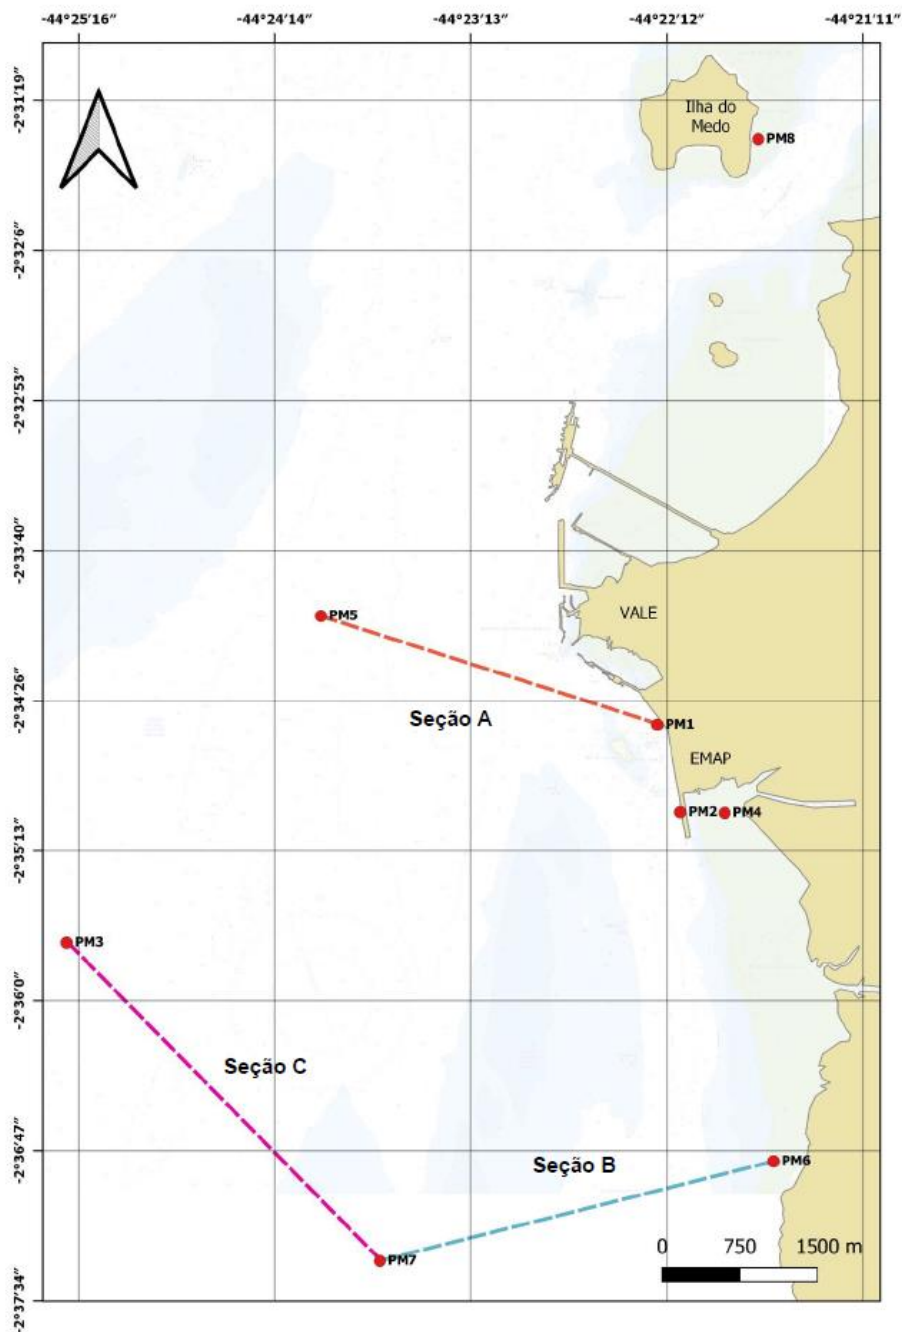 -44°25'16" -44°24'14" -44°23'13" -44°22'12" -44°21'11"
-2°31'19"
Ilha do
Medo
PM8
-2°32'6"
-2°32'53"
-2°33'40"
VALE
PM5
-2°34'26"
Seção A
PM1
EMAP
PM2
PM4
-2°35'13"
PM3
-2°36'0"
Seção C
-2°36'47"
Seção B
PM6
0 750 1500 m
PM7
-2°37'34"